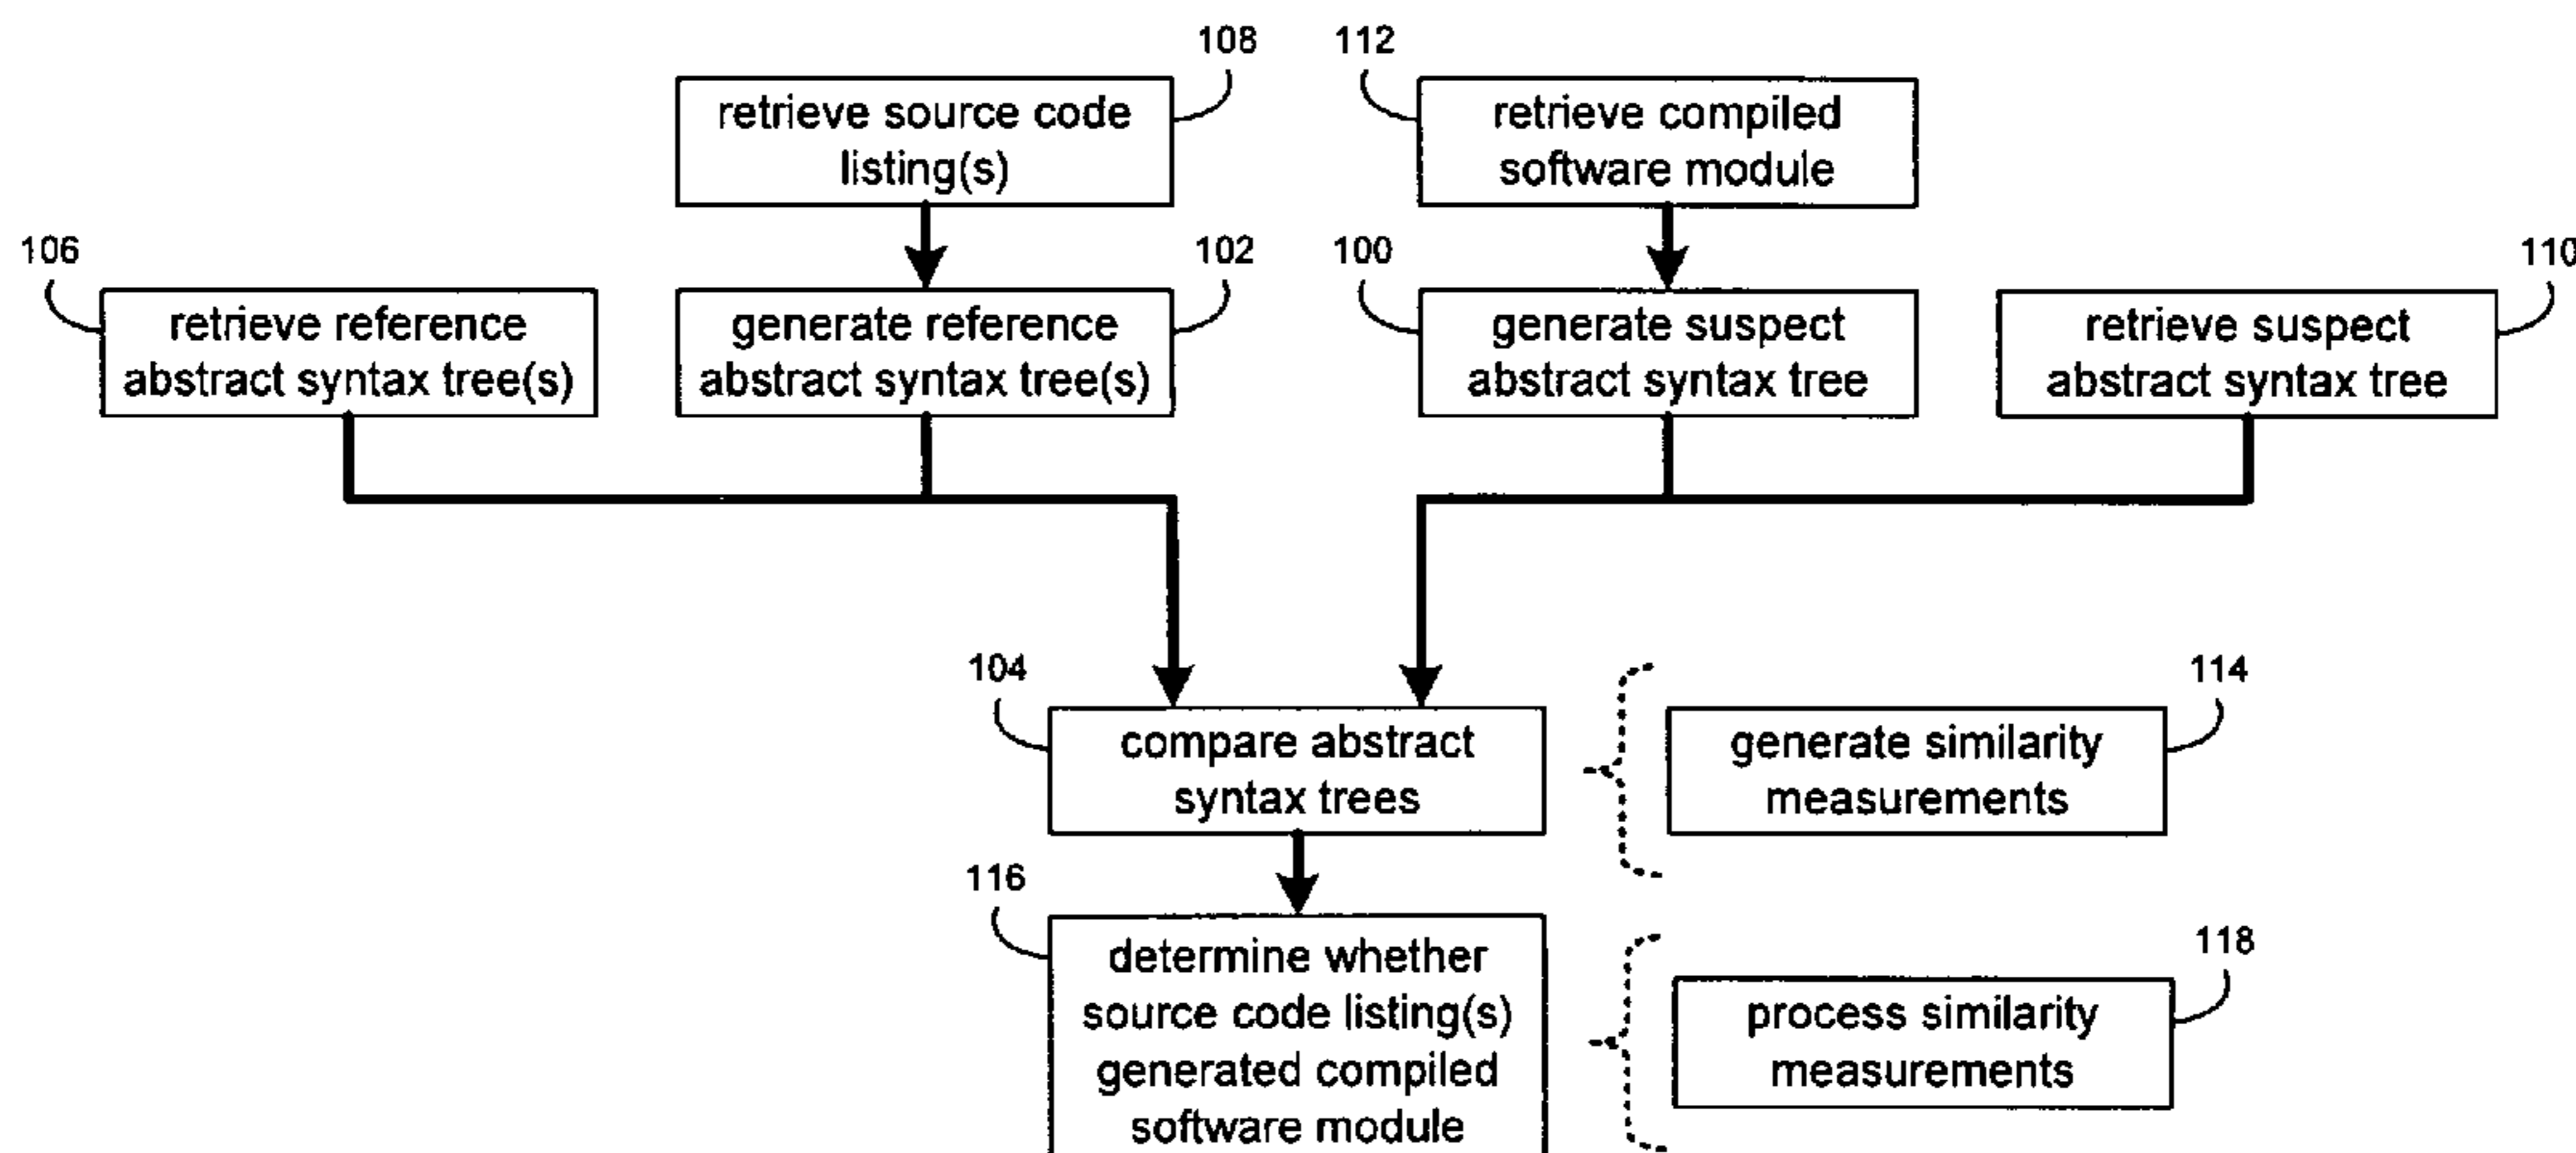 108
112
retrieve source code
listing(s)
retrieve compiled
software module
106
102
100
110
retrieve reference
abstract syntax tree(s)
generate reference
abstract syntax tree(s)
generate suspect
abstract syntax tree
retrieve suspect
abstract syntax tree
104
114
compare abstract
syntax trees
generate similarity
measurements
116
118
determine whether
source code listing(s)
generated compiled
software module
process similarity
measurements